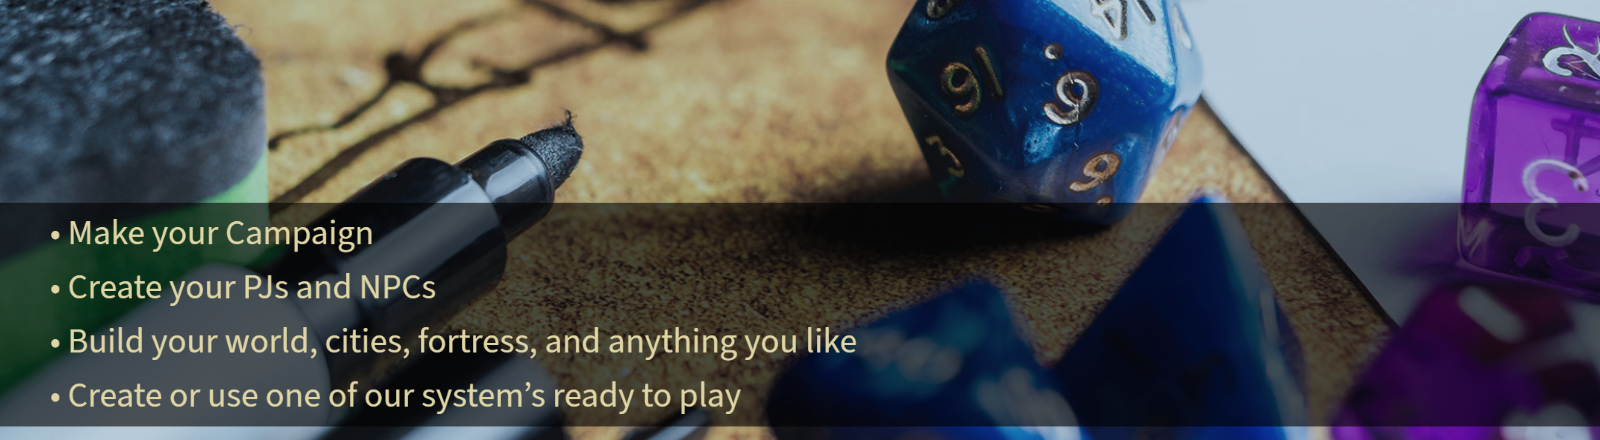 • Make your Campaign
• Create your PJs and NPCs
• Build your world, cities, fortress, and anything you like
• Create or use one of our system’s ready to play